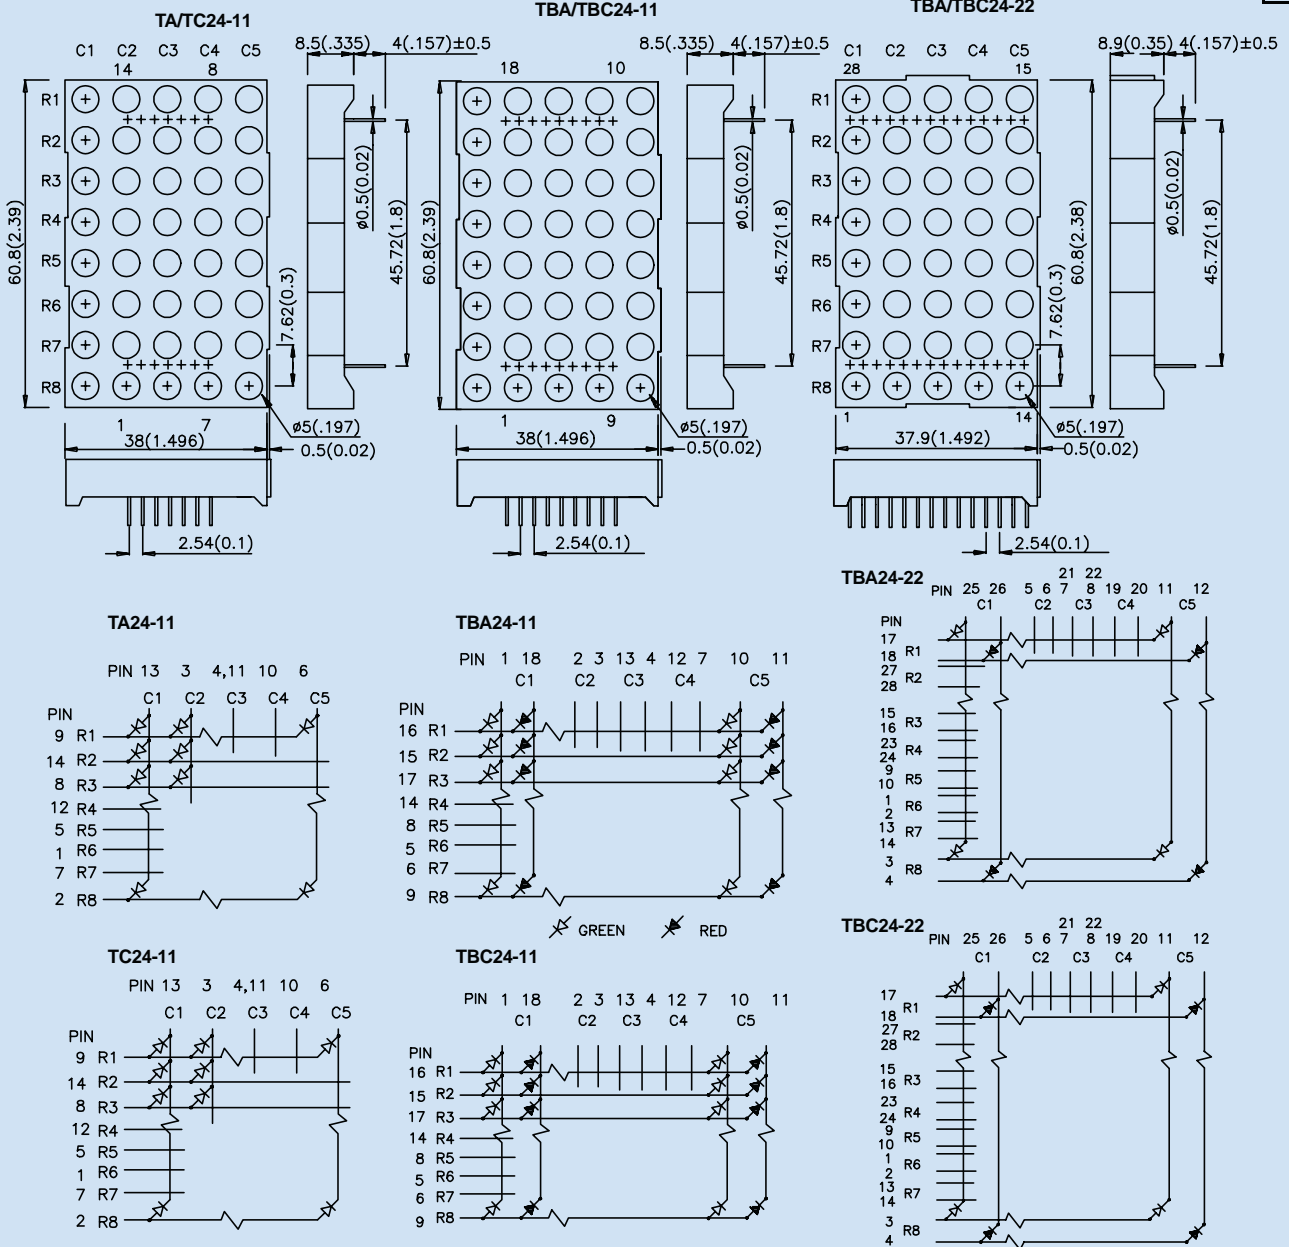 TA/TC24-11
TBA/TBC24-11
TBA/TBC24-22
C1 C2 C3 C4 C5
14 8
8.5(.335) 4(.157)±0.5
R1
R2
R3
R4
R5
R6
R7
R8
60.8(2.39)
ø0.5(0.02)
45.72(1.8)
7.62(0.3)
1 7
ø5(.197)
38(1.496)
0.5(0.02)
2.54(0.1)
18 10
8.5(.335) 4(.157)±0.5
60.8(2.39)
ø0.5(0.02)
45.72(1.8)
1 9
ø5(.197)
38(1.496)
0.5(0.02)
2.54(0.1)
C1 C2 C3 C4 C5
28 15
8.9(0.35) 4(.157)±0.5
R1
R2
R3
R4
R5
R6
R7
R8
60.8(2.38)
ø0.5(0.02)
45.72(1.8)
7.62(0.3)
1 14
ø5(.197)
37.9(1.492)
0.5(0.02)
2.54(0.1)
TA24-11
PIN 13 3 4,11 10 6
C1 C2 C3 C4 C5
PIN
9 R1
14 R2
8 R3
12 R4
5 R5
1 R6
7 R7
2 R8
TBA24-11
PIN 1 18 2 3 13 4 12 7 10 11
C1 C2 C3 C4 C5
PIN
16 R1
15 R2
17 R3
14 R4
8 R5
5 R6
6 R7
9 R8
GREEN RED
TBA24-22
21 22
PIN 25 26 5 6 7 8 19 20 11 12
C1 C2 C3 C4 C5
PIN
17
R1
18
27
R2
28
15
R3
16
23
R4
24
9
R5
10
1
R6
2
13
R7
14
3
R8
4
TC24-11
PIN 13 3 4,11 10 6
C1 C2 C3 C4 C5
PIN
9 R1
14 R2
8 R3
12 R4
5 R5
1 R6
7 R7
2 R8
TBC24-11
PIN 1 18 2 3 13 4 12 7 10 11
C1 C2 C3 C4 C5
PIN
16 R1
15 R2
17 R3
14 R4
8 R5
5 R6
6 R7
9 R8
TBC24-22
21 22
PIN 25 26 5 6 7 8 19 20 11 12
C1 C2 C3 C4 C5
17
R1
18
27
R2
28
15
R3
16
23
R4
24
9
R5
10
1
R6
2
13
R7
14
3
R8
4